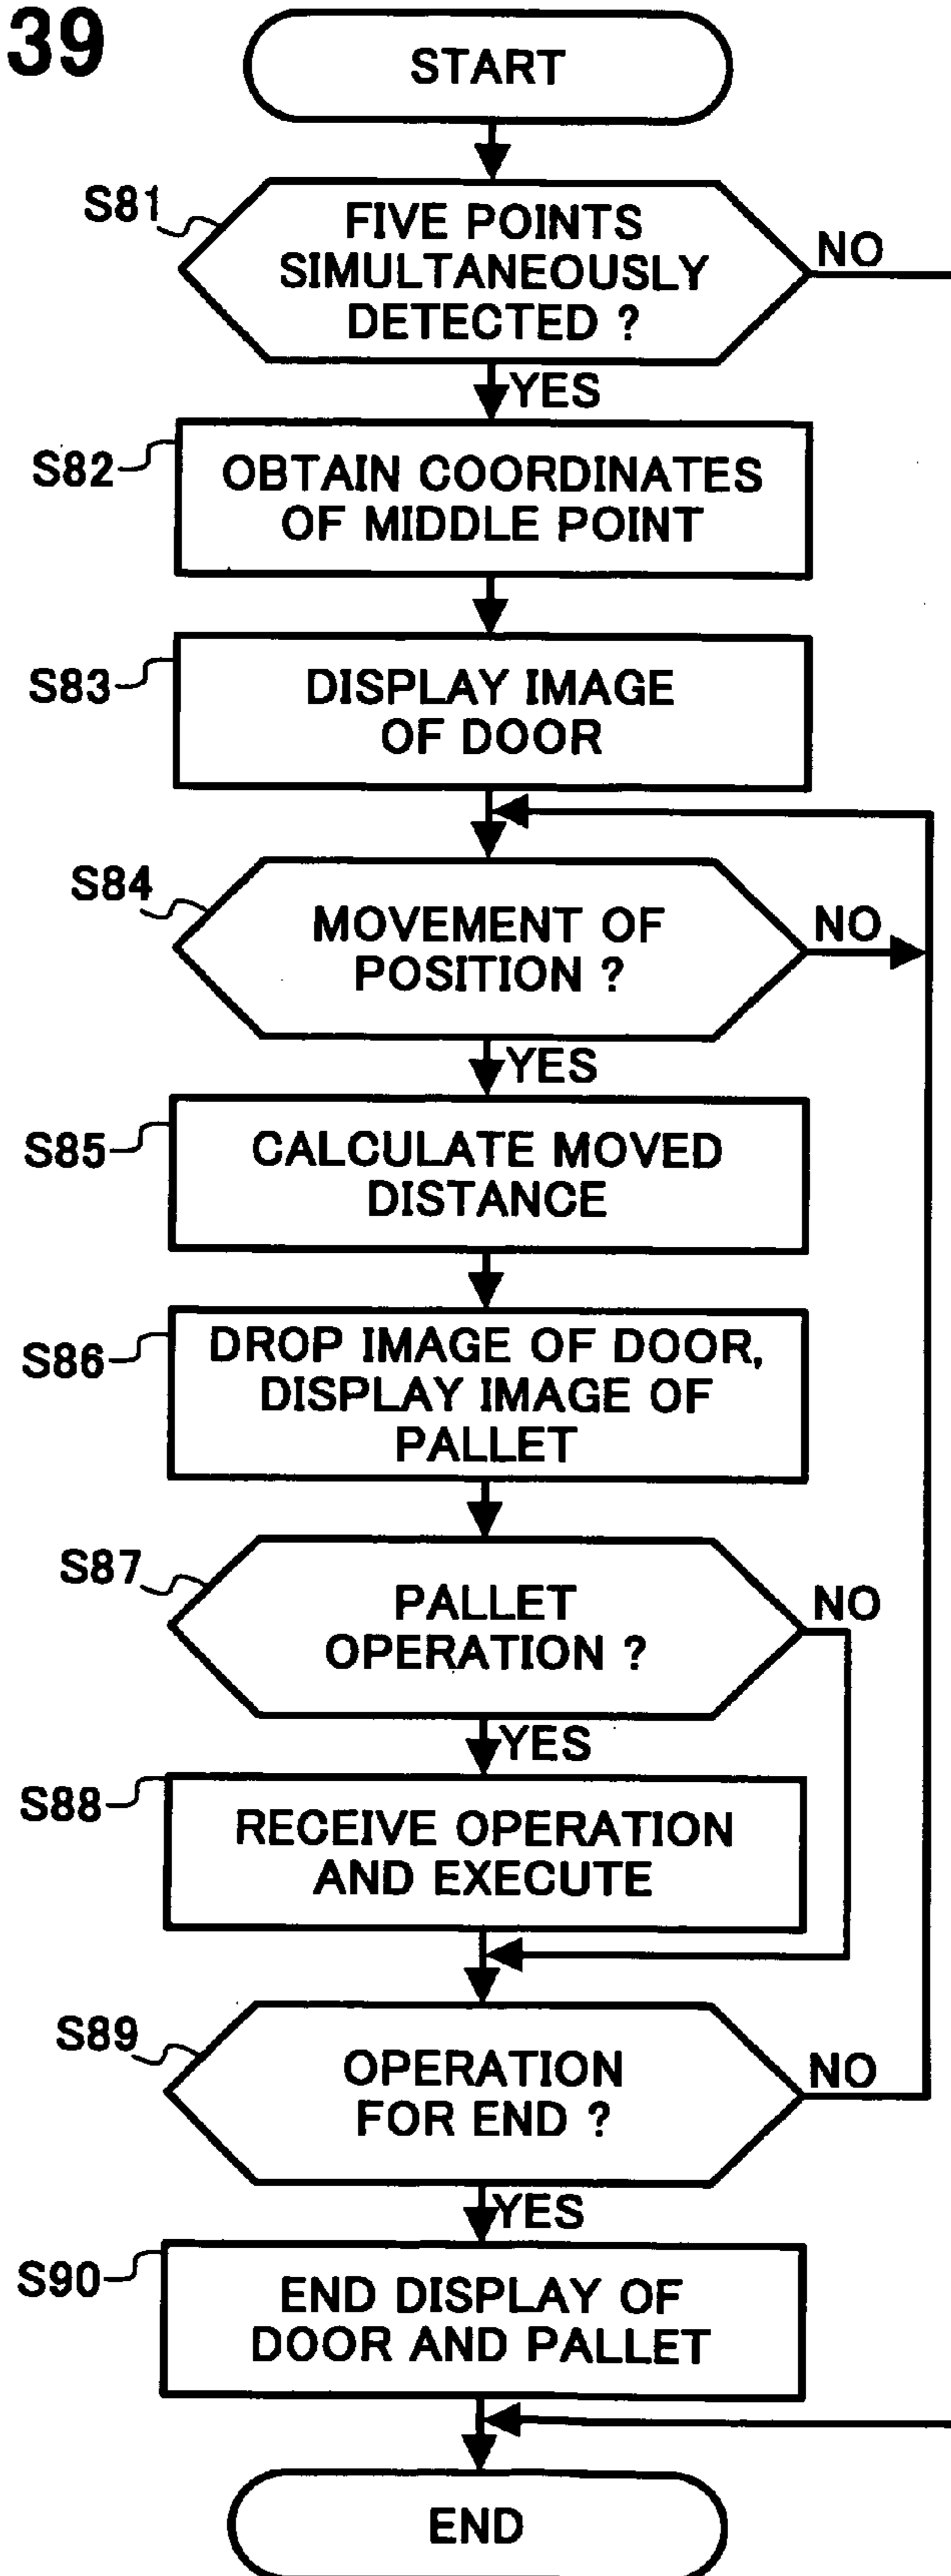 39
START
S81
FIVE POINTS
SIMULTANEOUSLY
DETECTED ?
NO
YES
S82
OBTAIN COORDINATES
OF MIDDLE POINT
S83
DISPLAY IMAGE
OF DOOR
S84
MOVEMENT OF
POSITION ?
NO
YES
S85
CALCULATE MOVED
DISTANCE
S86
DROP IMAGE OF DOOR,
DISPLAY IMAGE OF
PALLET
S87
PALLET
OPERATION ?
NO
YES
S88
RECEIVE OPERATION
AND EXECUTE
S89
OPERATION
FOR END ?
NO
YES
S90
END DISPLAY OF
DOOR AND PALLET
END